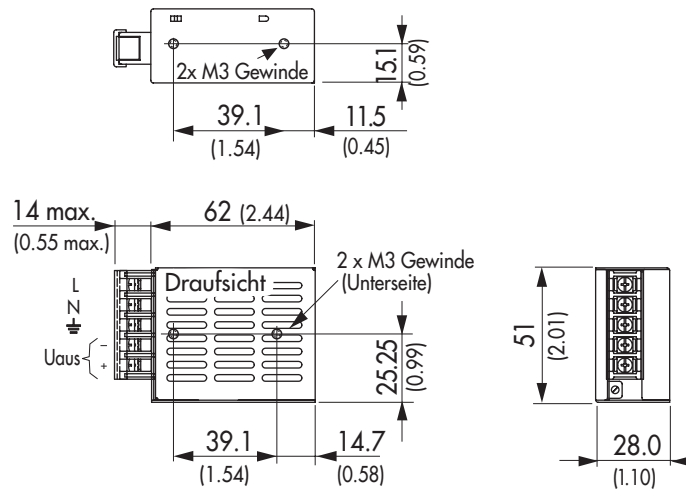 2x M3 Gewinde
15.1
(0.59)
39.1
(1.54)
11.5
(0.45)
14 max.
(0.55 max.)
62 (2.44)
Draufsicht
2 x M3 Gewinde
(Unterseite)
L
N
Uaus
−
+
25.25
(0.99)
39.1
(1.54)
14.7
(0.58)
51
(2.01)
28.0
(1.10)